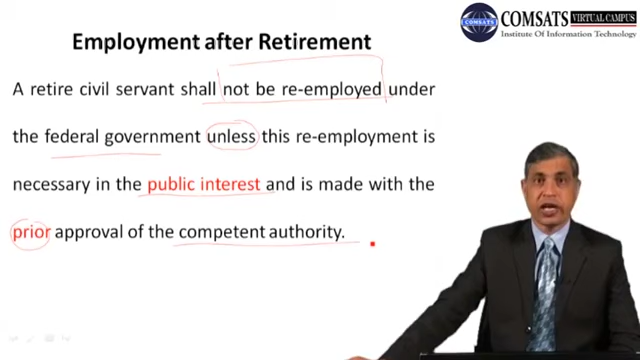 COMSATS VIRTUAL CAMPUS
Institute Of Information Technology
Employment after Retirement
A retire civil servant shall not be re-employed under
the federal government unless this re-employment is
necessary in the public interest and is made with the
prior approval of the competent authority.